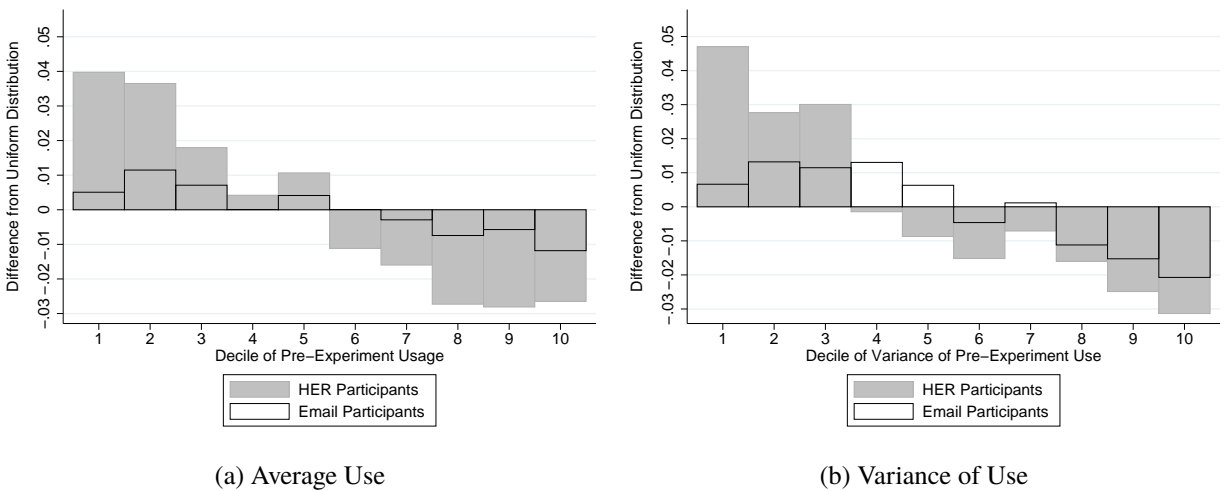 Difference from Uniform Distribution
.05
.04
.03
.02
.01
0
-.01
-.02
-.03
1 2 3 4 5 6 7 8 9 10
Decile of Pre-Experiment Usage
HER Participants
Email Participants
(a) Average Use
Difference from Uniform Distribution
.05
.04
.03
.02
.01
0
-.01
-.02
-.03
1 2 3 4 5 6 7 8 9 10
Decile of Variance of Pre-Experiment Use
HER Participants
Email Participants
(b) Variance of Use